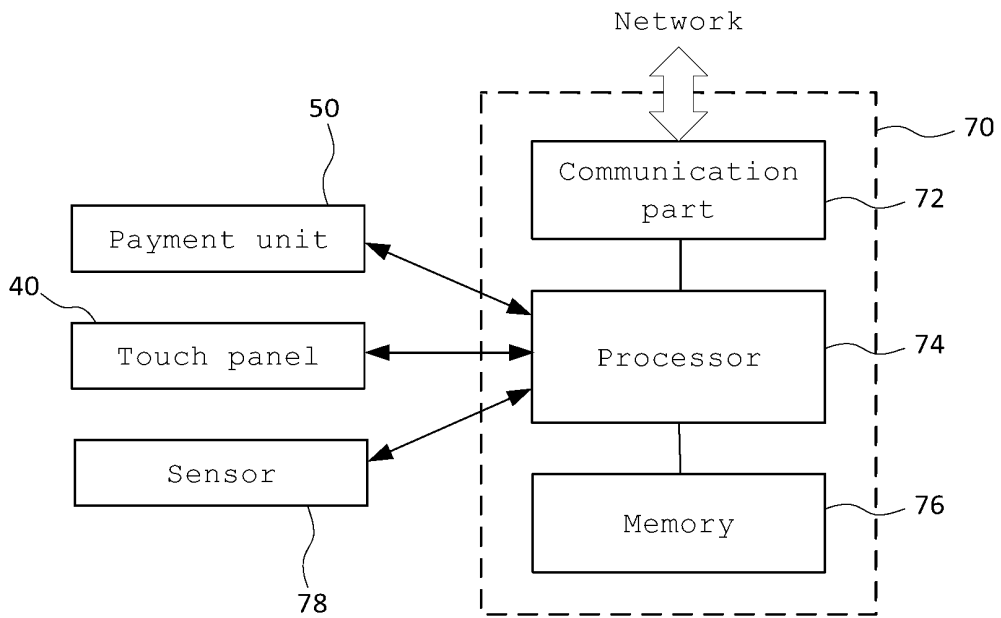 Network
50
70
Communication
part
72
Payment unit
40
Touch panel
Processor
74
Sensor
Memory
76
78